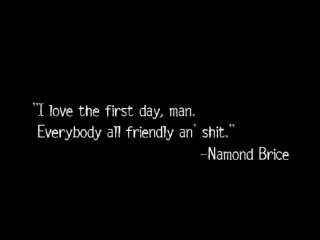 "I love the first day, man.
Everybody all friendly an' shit."
-Namond Brice